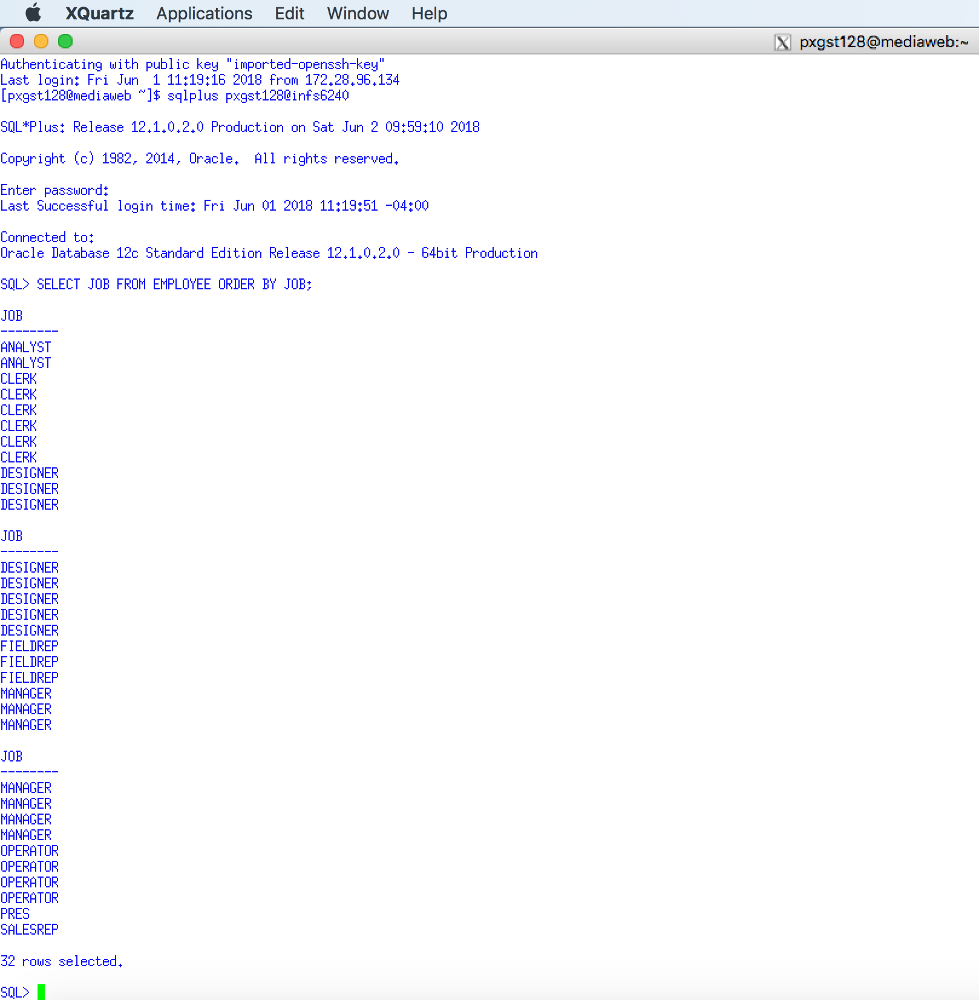 XQuartz Applications Edit Window Help
X pxgst128@mediaweb:~
Authenticating with public key "imported-openssh-key"
Last login: Fri Jun  1 11:19:16 2018 from 172.28.96.134
[pxgst128@mediaweb ~]$ sqlplus pxgst128@infs6240
SQL*Plus: Release 12.1.0.2.0 Production on Sat Jun 2 09:59:10 2018
Copyright (c) 1982, 2014, Oracle.  All rights reserved.
Enter password:
Last Successful login time: Fri Jun 01 2018 11:19:51 -04:00
Connected to:
Oracle Database 12c Standard Edition Release 12.1.0.2.0 - 64bit Production
SQL> SELECT JOB FROM EMPLOYEE ORDER BY JOB;
JOB
--------
ANALYST
ANALYST
CLERK
CLERK
CLERK
CLERK
CLERK
CLERK
DESIGNER
DESIGNER
DESIGNER
JOB
--------
DESIGNER
DESIGNER
DESIGNER
DESIGNER
DESIGNER
FIELDREP
FIELDREP
FIELDREP
MANAGER
MANAGER
MANAGER
JOB
--------
MANAGER
MANAGER
MANAGER
MANAGER
OPERATOR
OPERATOR
OPERATOR
OPERATOR
PRES
SALESREP
32 rows selected.
SQL>